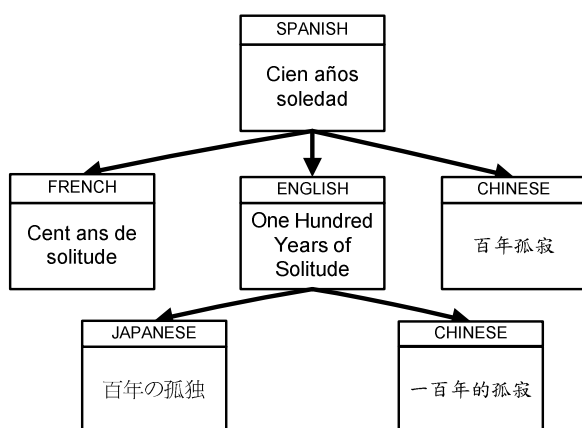 SPANISH
Cien años
soledad
FRENCH
Cent ans de
solitude
ENGLISH
One Hundred
Years of
Solitude
CHINESE
百年孤寂
JAPANESE
百年の孤独
CHINESE
一百年的孤寂